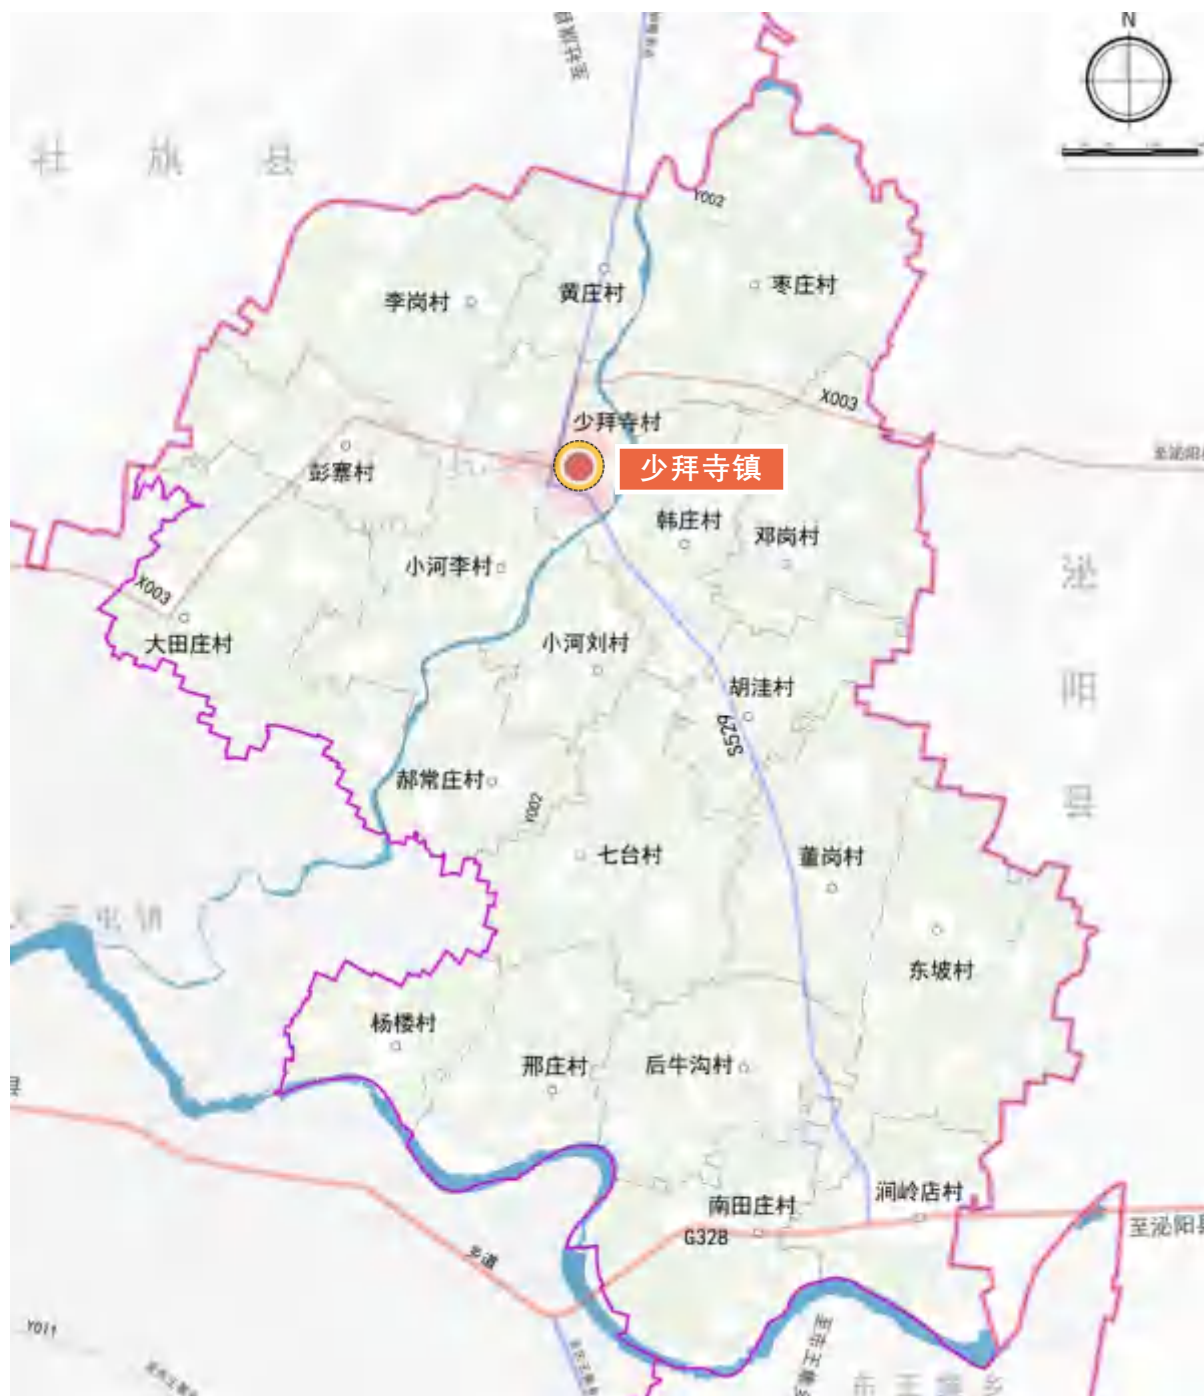 N
社旗县
Y002
李岗村
黄庄村
枣庄村
X003
少拜寺村
少拜寺镇
彭寨村
韩庄村
邓岗村
小河李村
X003
大田庄村
小河刘村
泌阳县
胡洼村
S529
郝常庄村
Y002
七台村
董岗村
东坡村
杨楼村
邢庄村
后牛沟村
县
涧岭店村
南田庄村
G328
至泌阳县
乡道
Y011